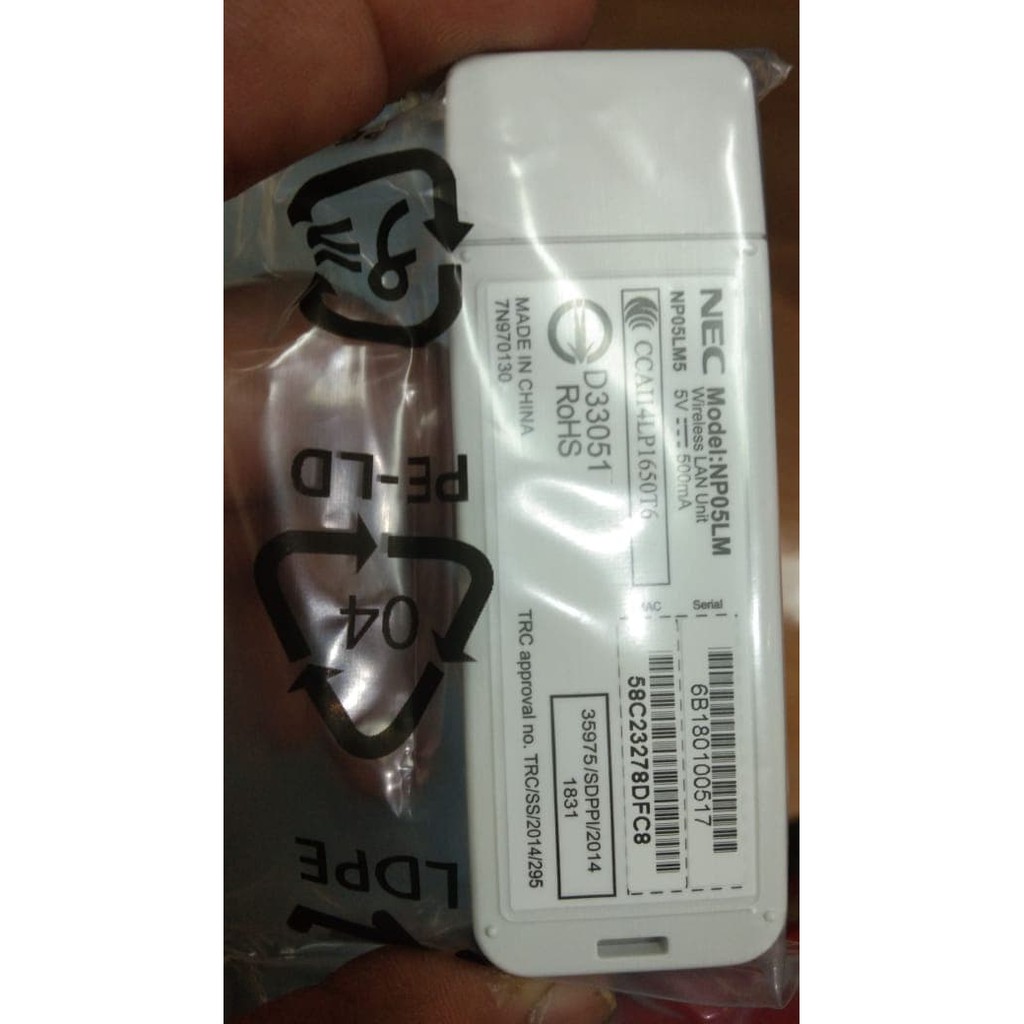 NEC Model:NP05LM
Wireless LAN Unit
NP05LM5 5V 500mA
CCAI14LP1650T6
D33051
RoHS
MADE IN CHINA
7N970130
Serial
6B180100517
58C23278DFC8
35975/SDPPI/2014
1831
TRC approval no. TRC/SS/2014/295
PE-LD
04
LDPE